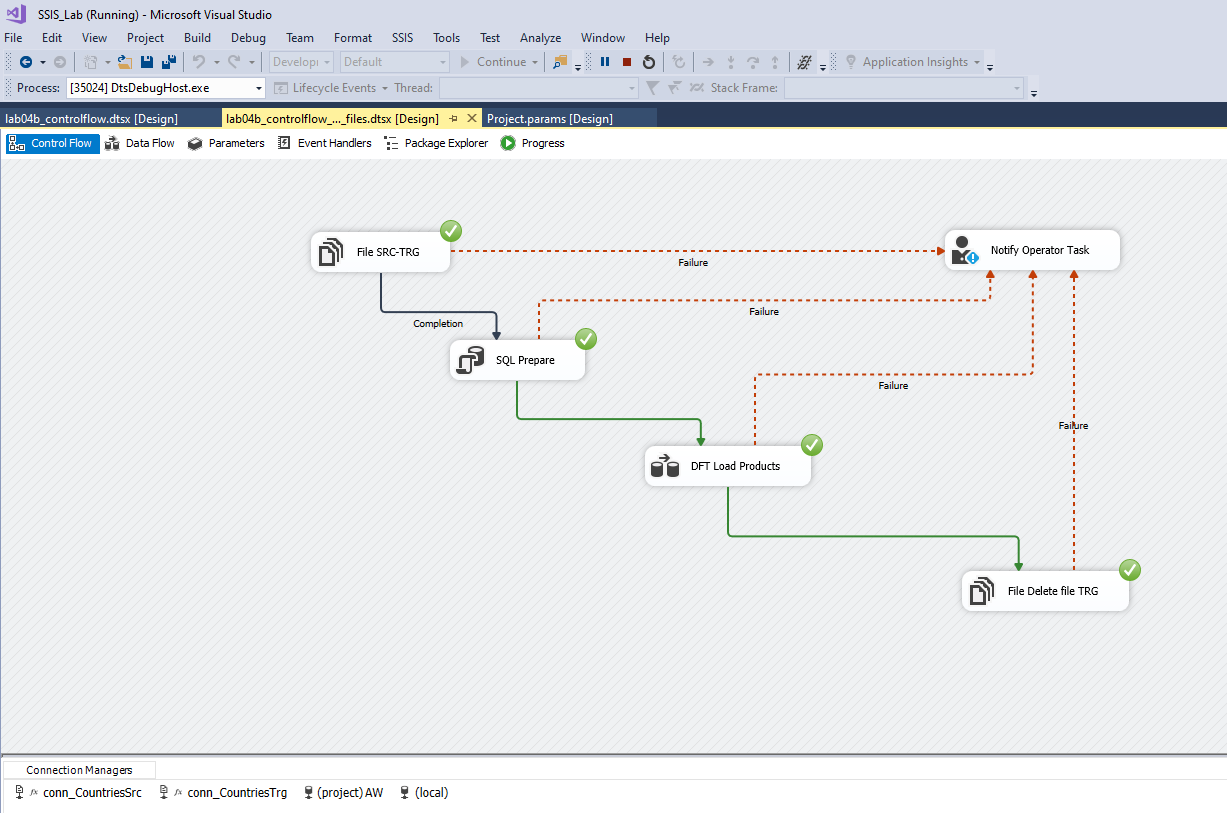 SSIS_Lab (Running) - Microsoft Visual Studio
File Edit View Project Build Debug Team Format SSIS Tools Test Analyze Window Help
Develop Default Continue Application Insights
Process: [35024] DtsDebugHost.exe Lifecycle Events Thread: Stack Frame:
lab04b_controlflow.dtsx [Design] lab04b_controlflow_..._files.dtsx [Design] Project.params [Design]
Control Flow Data Flow Parameters Event Handlers Package Explorer Progress
File SRC-TRG
Failure
Notify Operator Task
Completion
Failure
SQL Prepare
Failure
Failure
DFT Load Products
File Delete file TRG
Connection Managers
fx conn_CountriesSrc fx conn_CountriesTrg (project) AW (local)